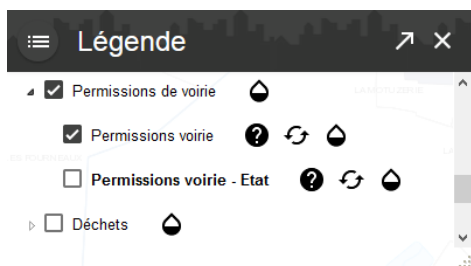 Légende
Permissions de voirie
Permissions voirie
Permissions voirie - Etat
Déchets